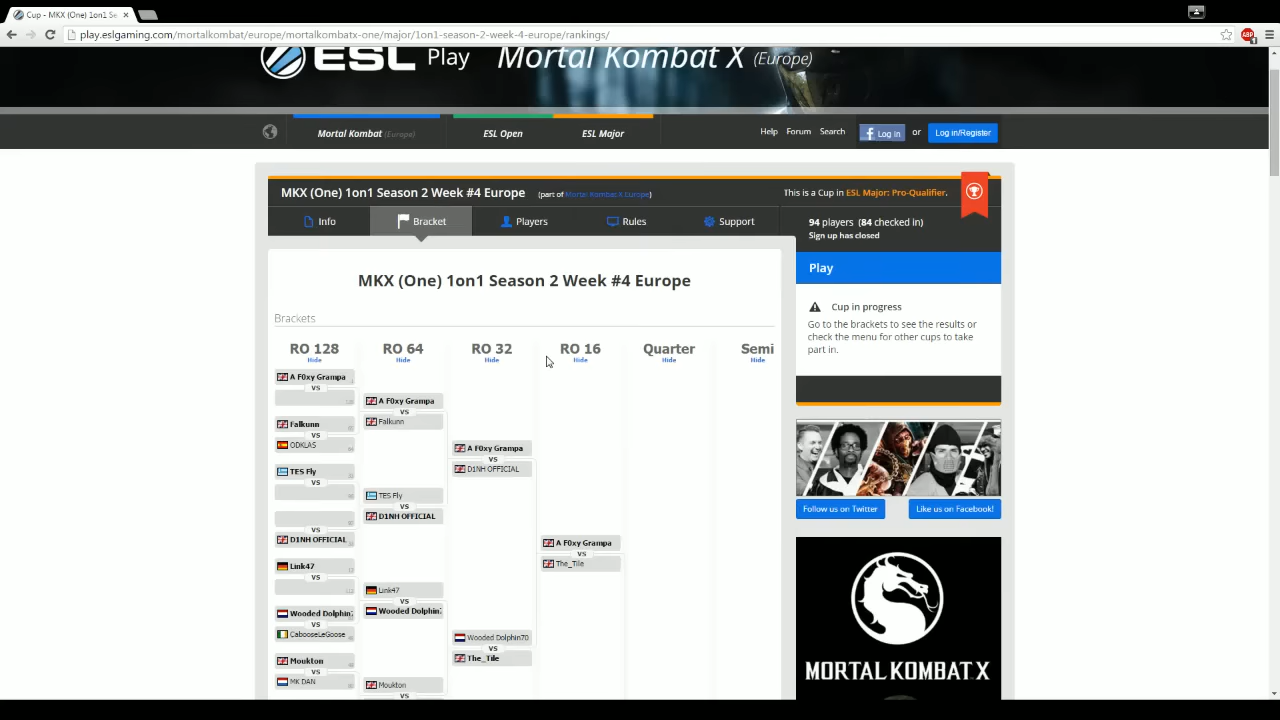 Cup - MKX (One) 1on1 Se
play.eslgaming.com/mortalkombat/europe/mortalkombatx-one/major/1on1-season-2-week-4-europe/rankings/
ABP
ESL Play Mortal Kombat X (Europe)
Mortal Kombat (Europe) ESL Open ESL Major Help Forum Search Log in or Log in/Register
MKX (One) 1on1 Season 2 Week #4 Europe (part of Mortal Kombat X Europe) This is a Cup in ESL Major: Pro-Qualifier.
Info Bracket Players Rules Support
94 players (84 checked in)
Sign up has closed
Play
Cup in progress
Go to the brackets to see the results or
check the menu for other cups to take
part in.
MKX (One) 1on1 Season 2 Week #4 Europe
Brackets
RO 128 RO 64 RO 32 RO 16 Quarter Semi
Hide Hide Hide Hide Hide Hide
A F0xy Grampa
vs
A F0xy Grampa
vs
Falkunn
Falkunn
vs
ODKLAS
A F0xy Grampa
vs
D1NH OFFICIAL
TES Fly
vs
TES Fly
vs
D1NH OFFICIAL
vs
D1NH OFFICIAL
A F0xy Grampa
vs
The_Tile
Link47
vs
Link47
vs
Wooded Dolphin
Wooded Dolphin
vs
CabooseLeGoose
Wooded Dolphin70
vs
The_Tile
Moukton
vs
MK DAN
Moukton
vs
Follow us on Twitter Like us on Facebook!
MORTAL KOMBAT X